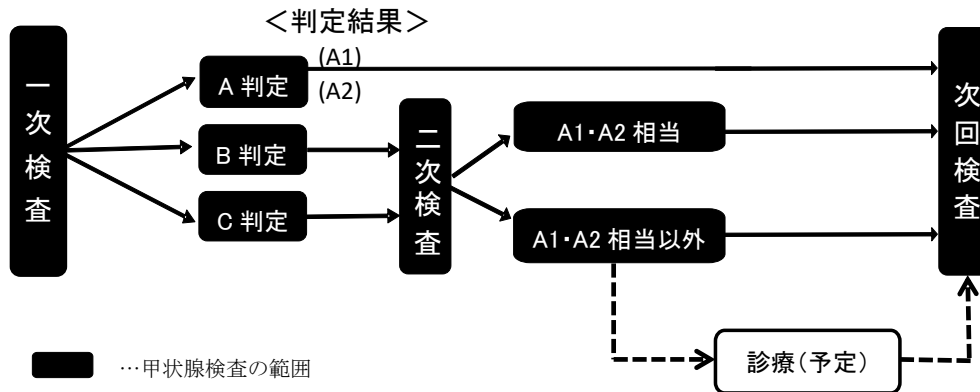 ＜判定結果＞
一次検査
A 判定
(A1)
(A2)
B 判定
C 判定
二次検査
A1・A2 相当
A1・A2 相当以外
次回検査
診療（予定）
…甲状腺検査の範囲